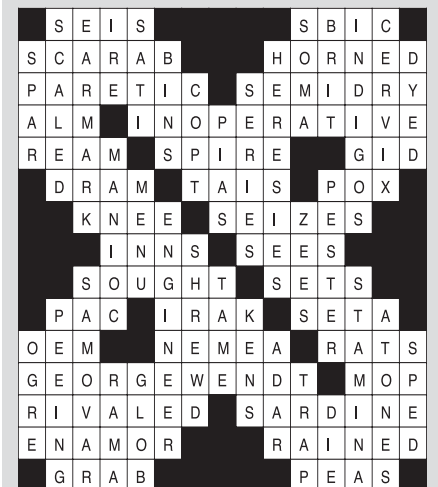 SEIS SBIC
SCARAB HORNED
PARETIC SEMIDRY
ALM INOPERATIVE
REAM SPIRE GID
DRAM TAIS POX
KNEE SEIZES
INNS SEES
SOUGHT SETS
PAC IRAK SETA
OEM NEMEA RATS
GEORGEWENDT MOP
RIVALED SARDINE
ENAMOR RAINED
GRAB PEAS